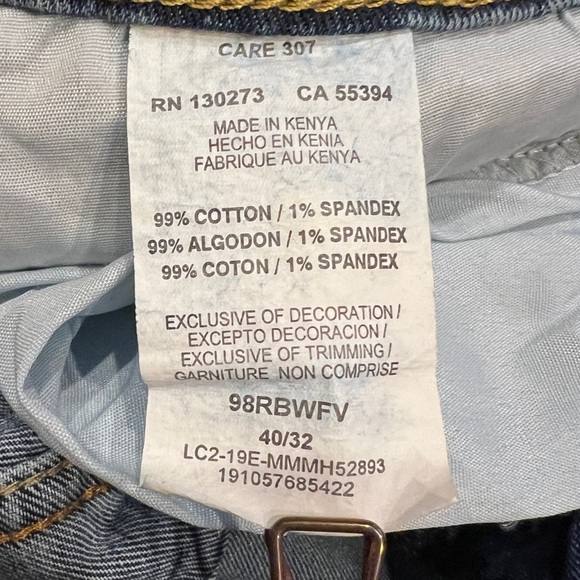 CARE 307
RN 130273 CA 55394
MADE IN KENYA
HECHO EN KENIA
FABRIQUE AU KENYA
99% COTTON / 1% SPANDEX
99% ALGODON / 1% SPANDEX
99% COTON / 1% SPANDEX
EXCLUSIVE OF DECORATION /
EXCEPTO DECORACION /
EXCLUSIVE OF TRIMMING /
GARNITURE NON COMPRISE
98RBWFV
40/32
LC2-19E-MMMH52893
191057685422